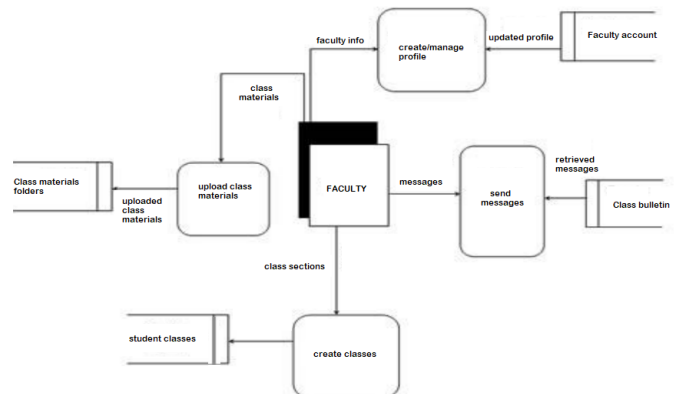 faculty info
create/manage
profile
updated profile
Faculty account
class
materials
Class materials
folders
uploaded
class
materials
upload class
materials
FACULTY
messages
send
messages
retrieved
messages
Class bulletin
class sections
student classes
create classes